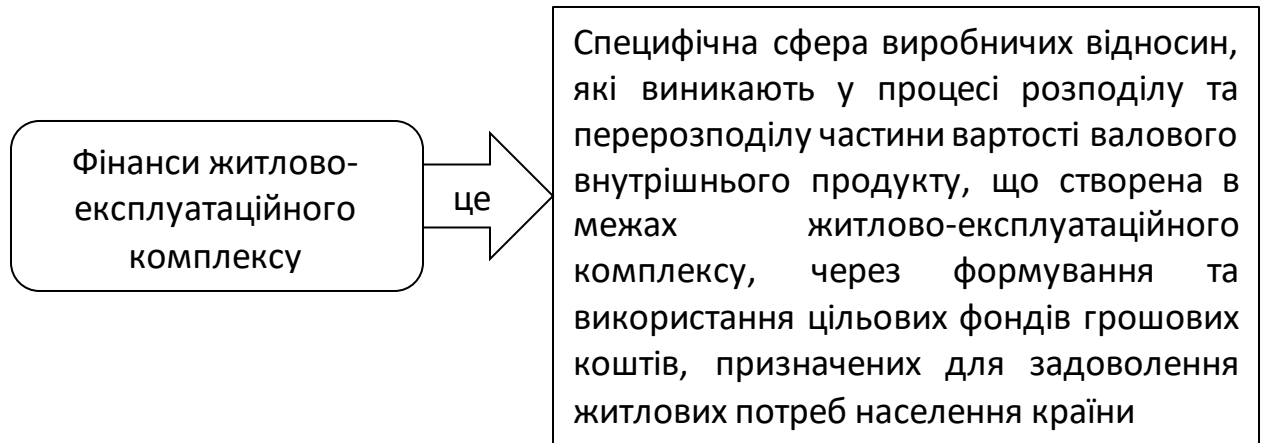 Фінанси житлово-
експлуатаційного
комплексу
це
Специфічна сфера виробничих відносин,
які виникають у процесі розподілу та
перерозподілу частини вартості валового
внутрішнього продукту, що створена в
межах житлово-експлуатаційного
комплексу, через формування та
використання цільових фондів грошових
коштів, призначених для задоволення
житлових потреб населення країни